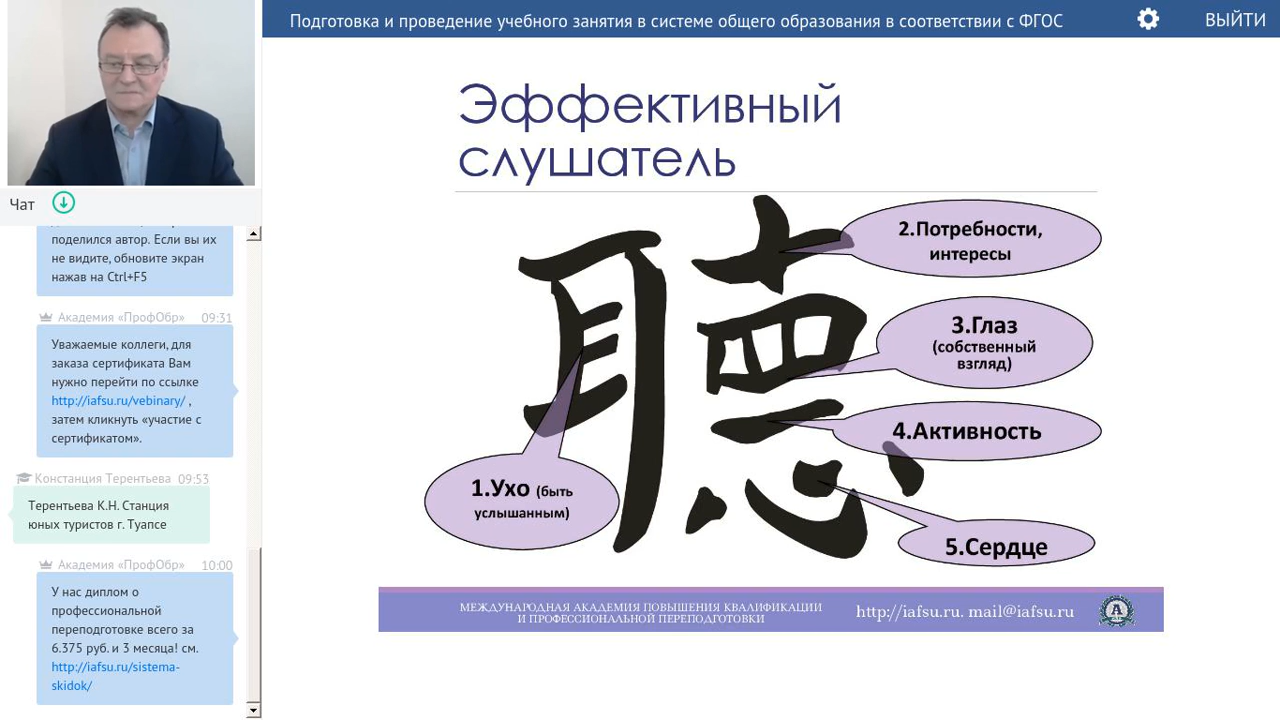 Подготовка и проведение учебного занятия в системе общего образования в соответствии с ФГОС
ВЫЙТИ
Чат
поделился автор. Если вы их
не видите, обновите экран
нажав на Ctrl+F5
Академия «ПрофОбр» 09:31
Уважаемые коллеги, для
заказа сертификата Вам
нужно перейти по ссылке
http://iafsu.ru/vebinary/ ,
затем кликнуть «участие с
сертификатом».
Констанция Терентьева 09:53
Терентьева К.Н. Станция
юных туристов г. Туапсе
Академия «ПрофОбр» 10:00
У нас диплом о
профессиональной
переподготовке всего за
6.375 руб. и 3 месяца! см.
http://iafsu.ru/sistema-
skidok/
Эффективный
слушатель
聽
1.Ухо (быть
услышанным)
2.Потребности,
интересы
3.Глаз
(собственный
взгляд)
4.Активность
5.Сердце
МЕЖДУНАРОДНАЯ АКАДЕМИЯ ПОВЫШЕНИЯ КВАЛИФИКАЦИИ
И ПРОФЕССИОНАЛЬНОЙ ПЕРЕПОДГОТОВКИ
http://iafsu.ru. mail@iafsu.ru